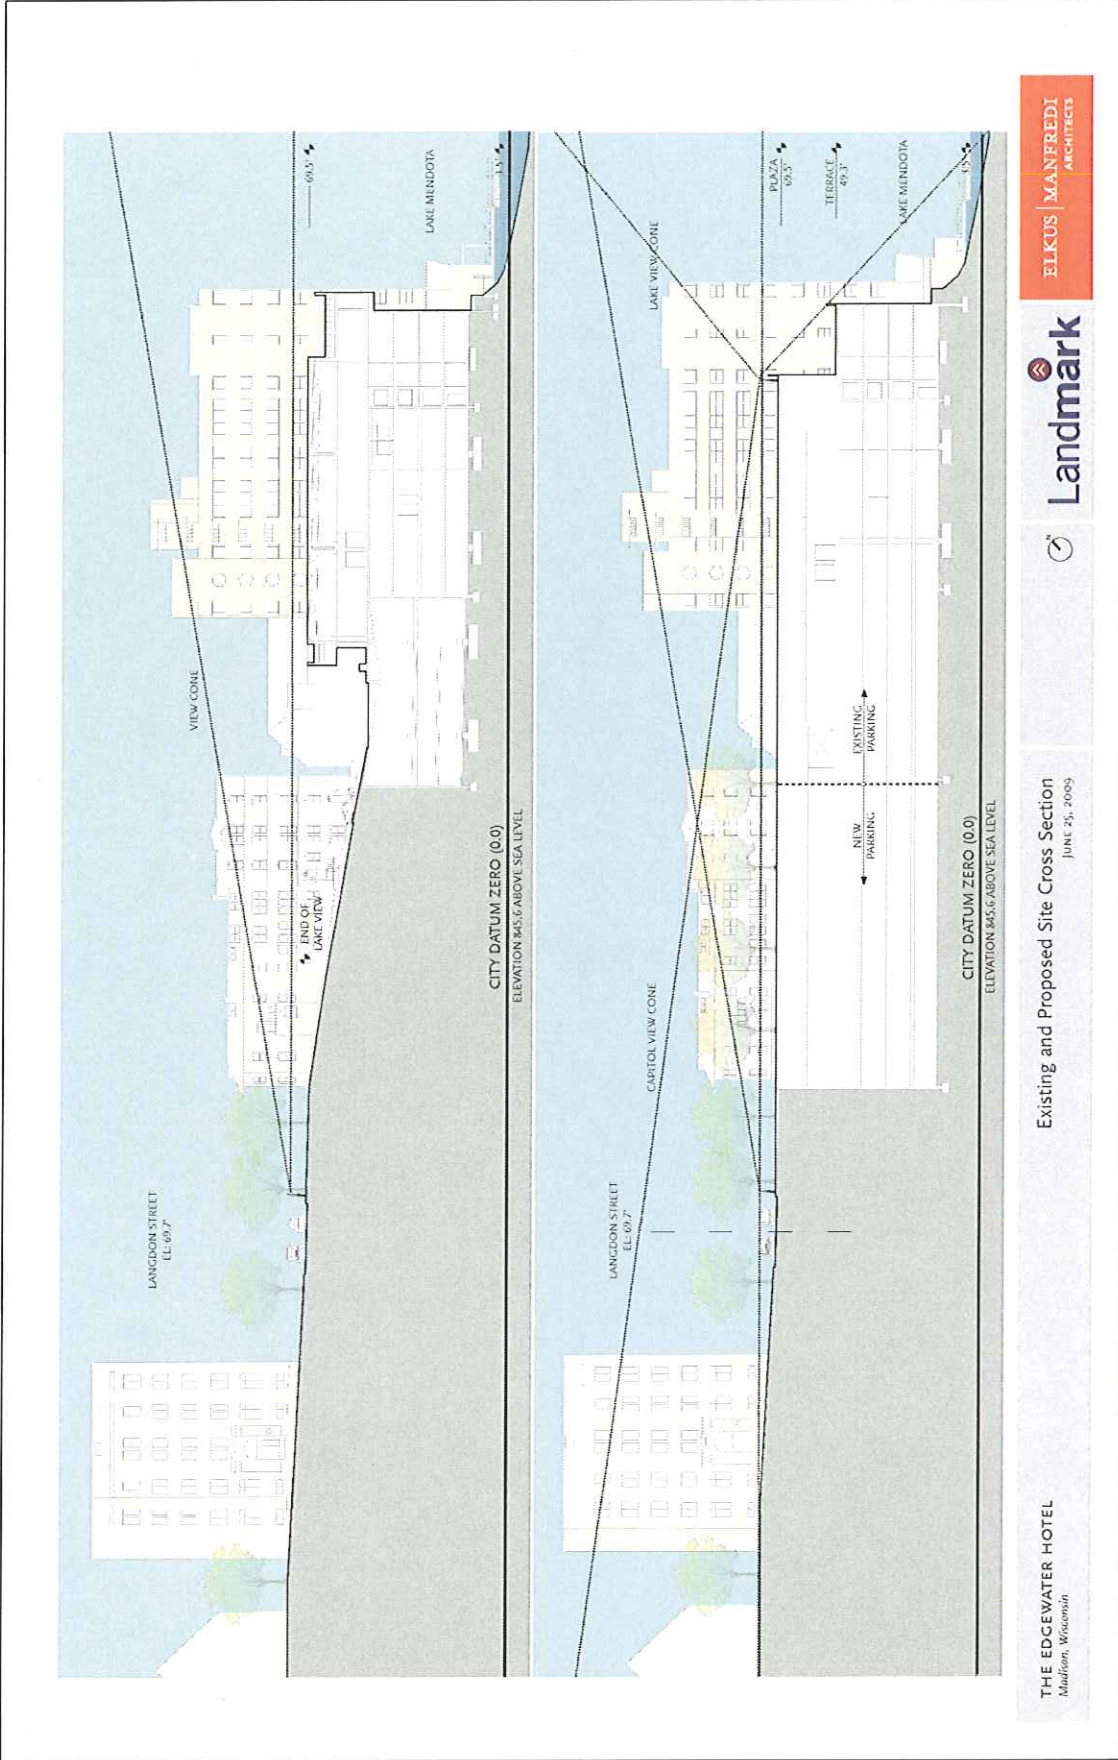 VIEW CONE
LANGDON STREET
EL: 69.7'
END OF
LAKE VIEW
69.5'
LAKE MENDOTA
3.5'
CITY DATUM ZERO (0.0)
ELEVATION 845.6 ABOVE SEA LEVEL
LAKE VIEW CONE
CAPITOL VIEW CONE
LANGDON STREET
EL: 69.7'
PLAZA
69.5'
TERRACE
49.3'
LAKE MENDOTA
3.5'
NEW
PARKING
EXISTING
PARKING
CITY DATUM ZERO (0.0)
ELEVATION 845.6 ABOVE SEA LEVEL
THE EDGEWATER HOTEL
Madison, Wisconsin
Existing and Proposed Site Cross Section
JUNE 25, 2009
N
Landmark
ELKUS | MANFREDI
ARCHITECTS